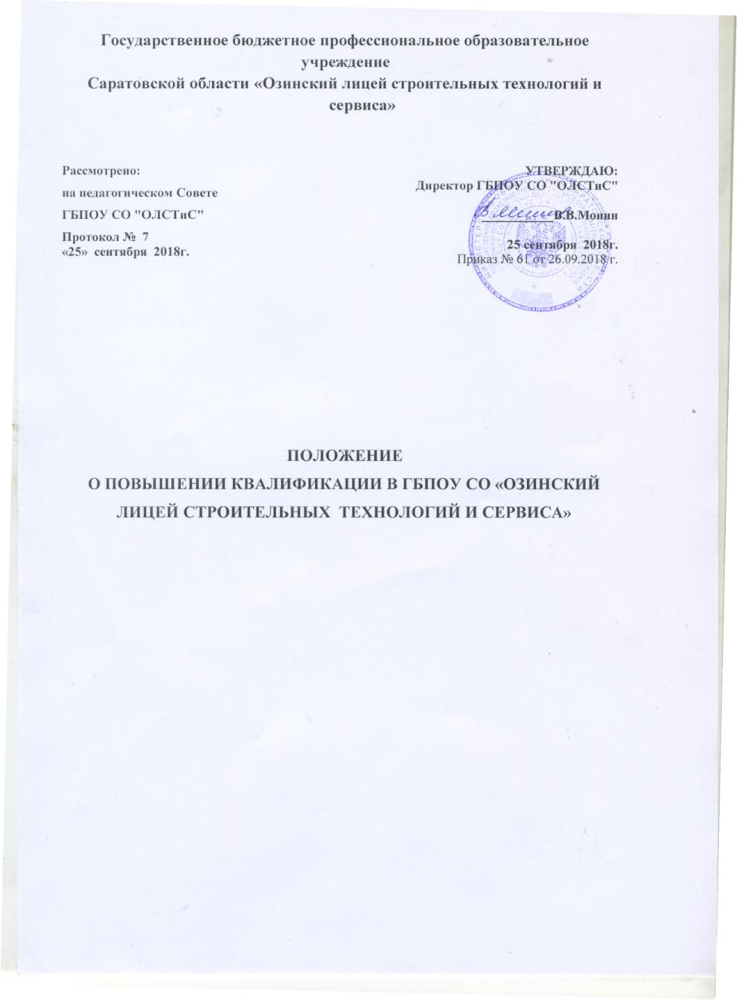 Государственное бюджетное профессиональное образовательное
учреждение
Саратовской области «Озинский лицей строительных технологий и
сервиса»
Рассмотрено:
на педагогическом Совете
ГБПОУ СО "ОЛСТиС"
Протокол № 7
«25» сентября 2018г.
УТВЕРЖДАЮ:
Директор ГБПОУ СО "ОЛСТиС"
В.В.Монин
25 сентября 2018г.
Приказ № 61 от 26.09.2018 г.
ПОЛОЖЕНИЕ
О ПОВЫШЕНИИ КВАЛИФИКАЦИИ В ГБПОУ СО «ОЗИНСКИЙ
ЛИЦЕЙ СТРОИТЕЛЬНЫХ ТЕХНОЛОГИЙ И СЕРВИСА»